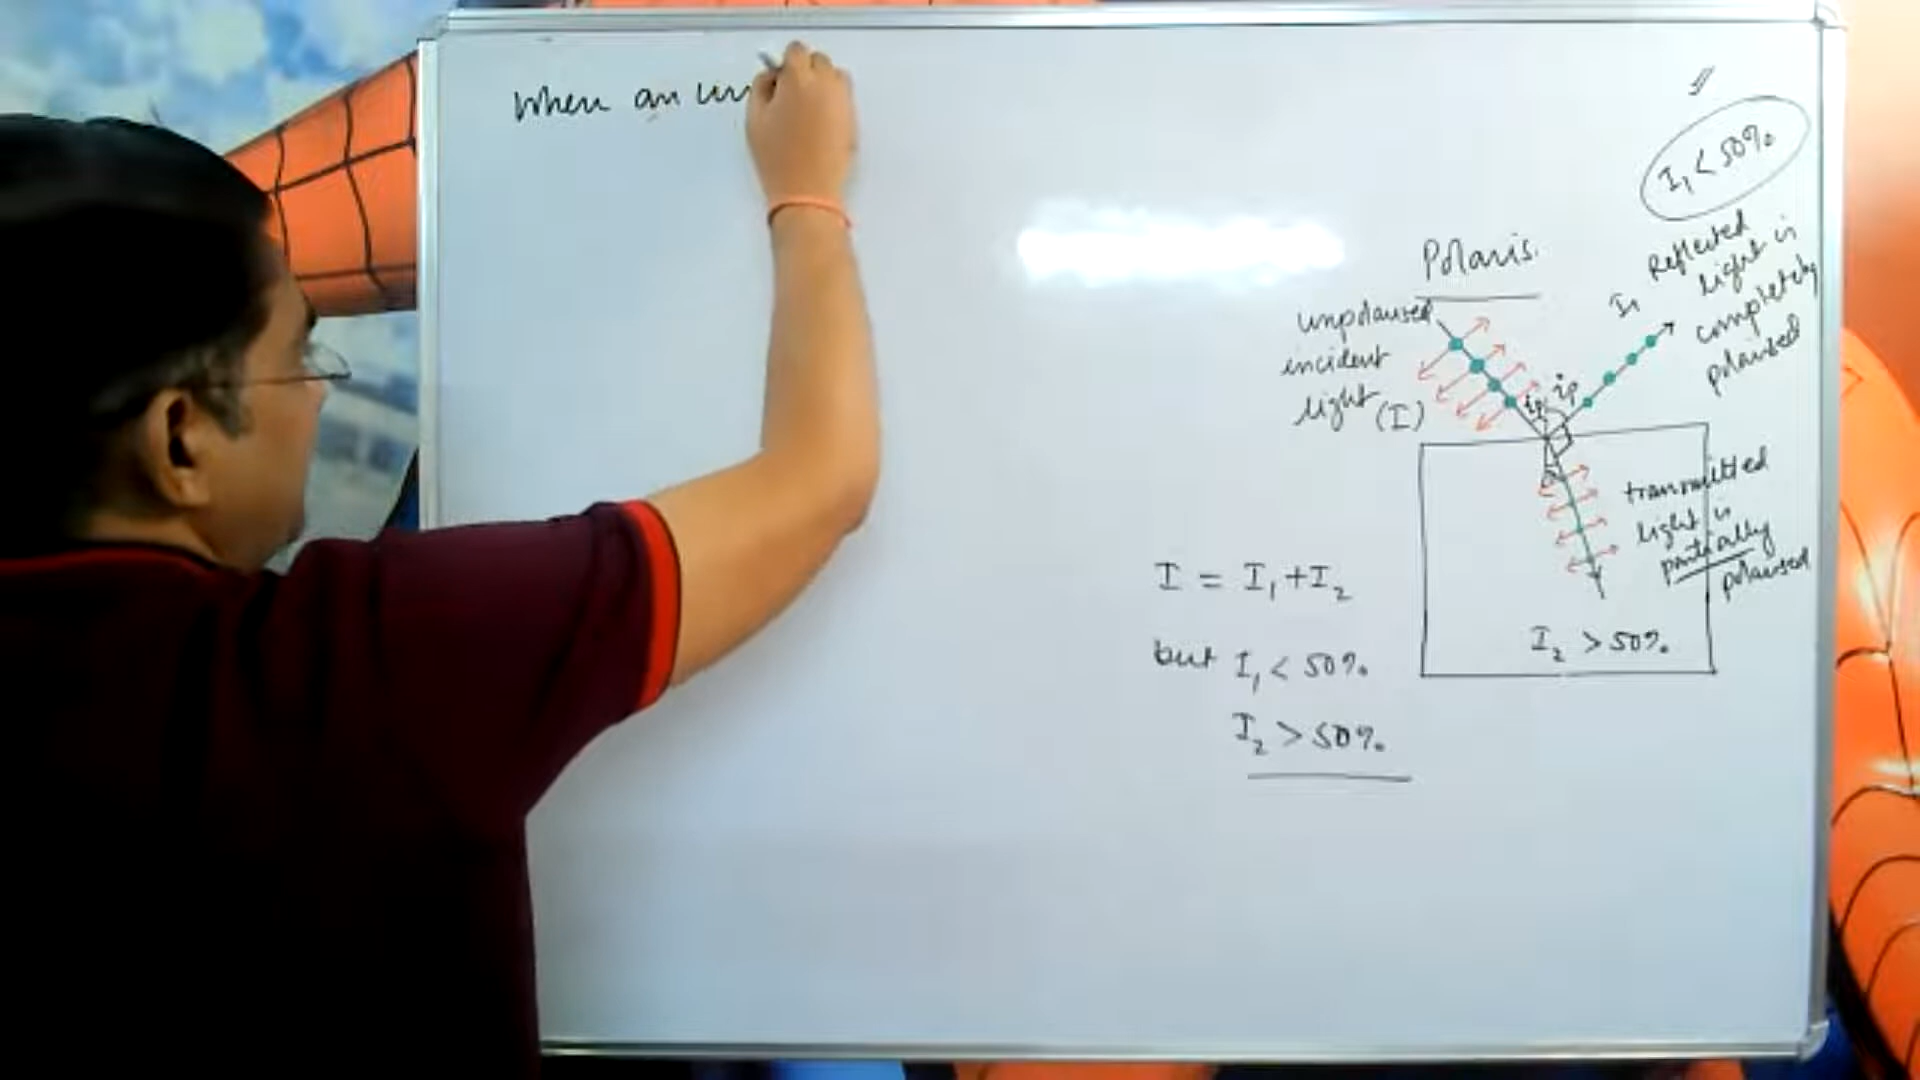 When an un
I₁ < 50%
Polaris.
Reflected
light is
completely
polarised
I₁
unpolarised
incident
light (I)
ip
ip
transmitted
light is
partially
polarised
I₂ > 50%
I = I₁+I₂
but I₁ < 50%
I₂ > 50%